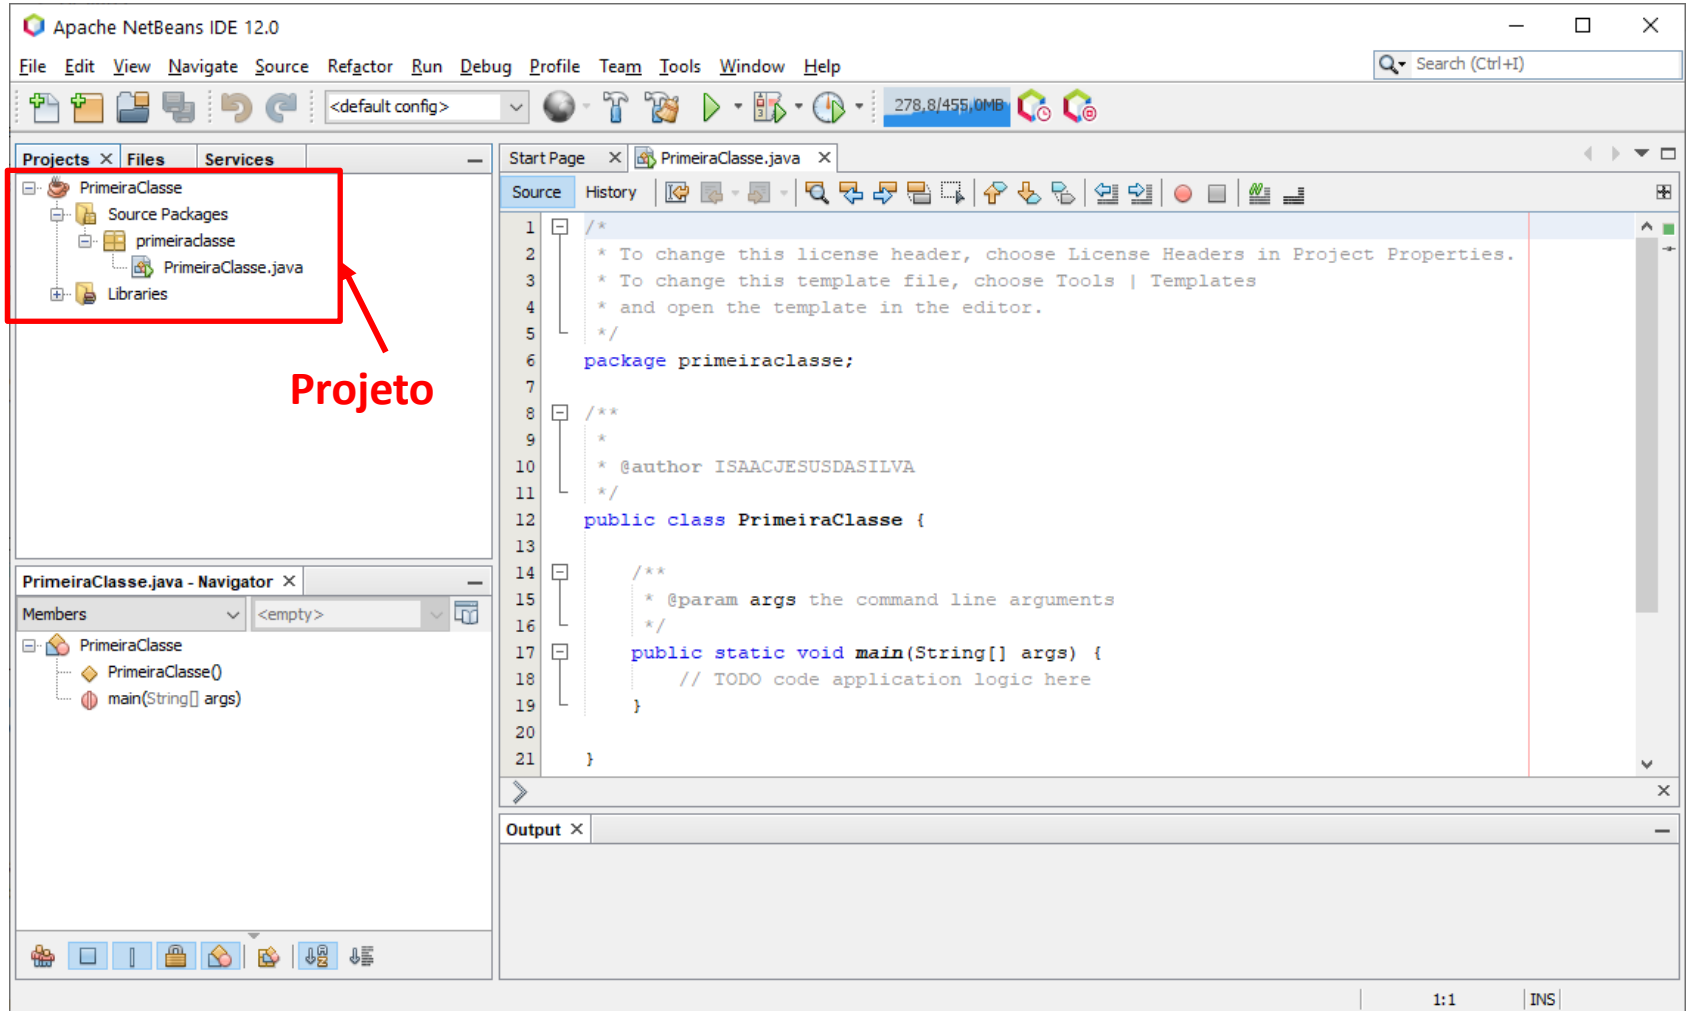 Apache NetBeans IDE 12.0
File Edit View Navigate Source Refactor Run Debug Profile Team Tools Window Help
Search (Ctrl+I)
<default config>
278,8/455,0MB
Projects Files Services
PrimeiraClasse
Source Packages
primeiraclasse
PrimeiraClasse.java
Libraries
Projeto
PrimeiraClasse.java - Navigator
Members <empty>
PrimeiraClasse
PrimeiraClasse()
main(String[] args)
Start Page PrimeiraClasse.java
Source History
1 /*
2 * To change this license header, choose License Headers in Project Properties.
3 * To change this template file, choose Tools | Templates
4 * and open the template in the editor.
5 */
6 package primeiraclasse;
7
8 /**
9 *
10 * @author ISAACJESUSDASILVA
11 */
12 public class PrimeiraClasse {
13
14 /**
15 * @param args the command line arguments
16 */
17 public static void main(String[] args) {
18 // TODO code application logic here
19 }
20
21 }
Output
1:1 INS